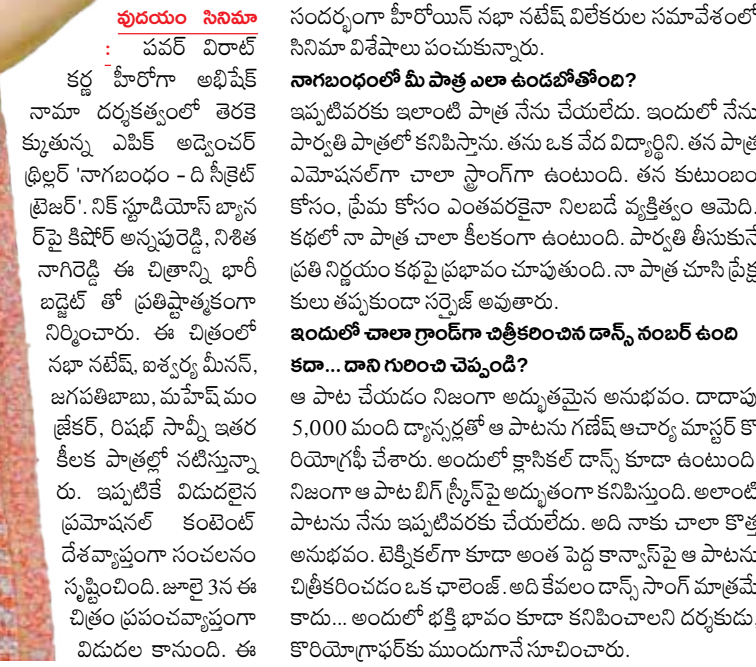 వుదయం సినిమా
: పవర్ విరాట్
కర్ణ హీరోగా అభిషేక్
నామా దర్శకత్వంలో తెరకె
క్కుతున్న ఎపిక్ అడ్వెంచర్
థ్రిల్లర్ 'నాగబంధం - ది సీక్రెట్
ట్రెజర్'. నిక్ స్టూడియోస్ బ్యాన
ర్‌పై కిషోర్ అన్నపురెడ్డి, నిశిత
నాగిరెడ్డి ఈ చిత్రాన్ని భారీ
బడ్జెట్ తో ప్రతిష్టాత్మకంగా
నిర్మించారు. ఈ చిత్రంలో
నభా నటేష్, ఐశ్వర్య మీనన్,
జగపతిబాబు, మహేష్ మం
జ్రేకర్, రిషభ్ సావ్నీ ఇతర
కీలక పాత్రల్లో నటిస్తున్నా
రు. ఇప్పటికే విడుదలైన
ప్రమోషనల్ కంటెంట్
దేశవ్యాప్తంగా సంచలనం
సృష్టించింది. జూలై 3న ఈ
చిత్రం ప్రపంచవ్యాప్తంగా
విడుదల కానుంది. ఈ
సందర్భంగా హీరోయిన్ నభా నటేష్ విలేకరుల సమావేశంలో
సినిమా విశేషాలు పంచుకున్నారు.
నాగబంధంలో మీ పాత్ర ఎలా ఉండబోతోంది?
ఇప్పటివరకు ఇలాంటి పాత్ర నేను చేయలేదు. ఇందులో నేను
పార్వతి పాత్రలో కనిపిస్తాను. తను ఒక వేద విద్యార్థిని. తన పాత్ర
ఎమోషనల్‌గా చాలా స్ట్రాంగ్‌గా ఉంటుంది. తన కుటుంబం
కోసం, ప్రేమ కోసం ఎంతవరకైనా నిలబడే వ్యక్తిత్వం ఆమెది.
కథలో నా పాత్ర చాలా కీలకంగా ఉంటుంది. పార్వతి తీసుకునే
ప్రతి నిర్ణయం కథపై ప్రభావం చూపుతుంది. నా పాత్ర చూసి ప్రేక్ష
కులు తప్పకుండా సర్ప్రైజ్ అవుతారు.
ఇందులో చాలా గ్రాండ్‌గా చిత్రీకరించిన డాన్స్ నంబర్ ఉంది
కదా... దాని గురించి చెప్పండి?
ఆ పాట చేయడం నిజంగా అద్భుతమైన అనుభవం. దాదాపు
5,000 మంది డ్యాన్సర్లతో ఆ పాటను గణేష్ ఆచార్య మాస్టర్ కొ
రియోగ్రఫీ చేశారు. అందులో క్లాసికల్ డాన్స్ కూడా ఉంటుంది
నిజంగా ఆ పాట బిగ్ స్క్రీన్‌పై అద్భుతంగా కనిపిస్తుంది. అలాంటి
పాటను నేను ఇప్పటివరకు చేయలేదు. అది నాకు చాలా కొత్త
అనుభవం. టెక్నికల్‌గా కూడా అంత పెద్ద కాన్వాస్‌పై ఆ పాటను
చిత్రీకరించడం ఒక ఛాలెంజ్. అది కేవలం డాన్స్ సాంగ్ మాత్రమే
కాదు... అందులో భక్తి భావం కూడా కనిపించాలని దర్శకుడు,
కొరియోగ్రాఫర్‌కు ముందుగానే సూచించారు.